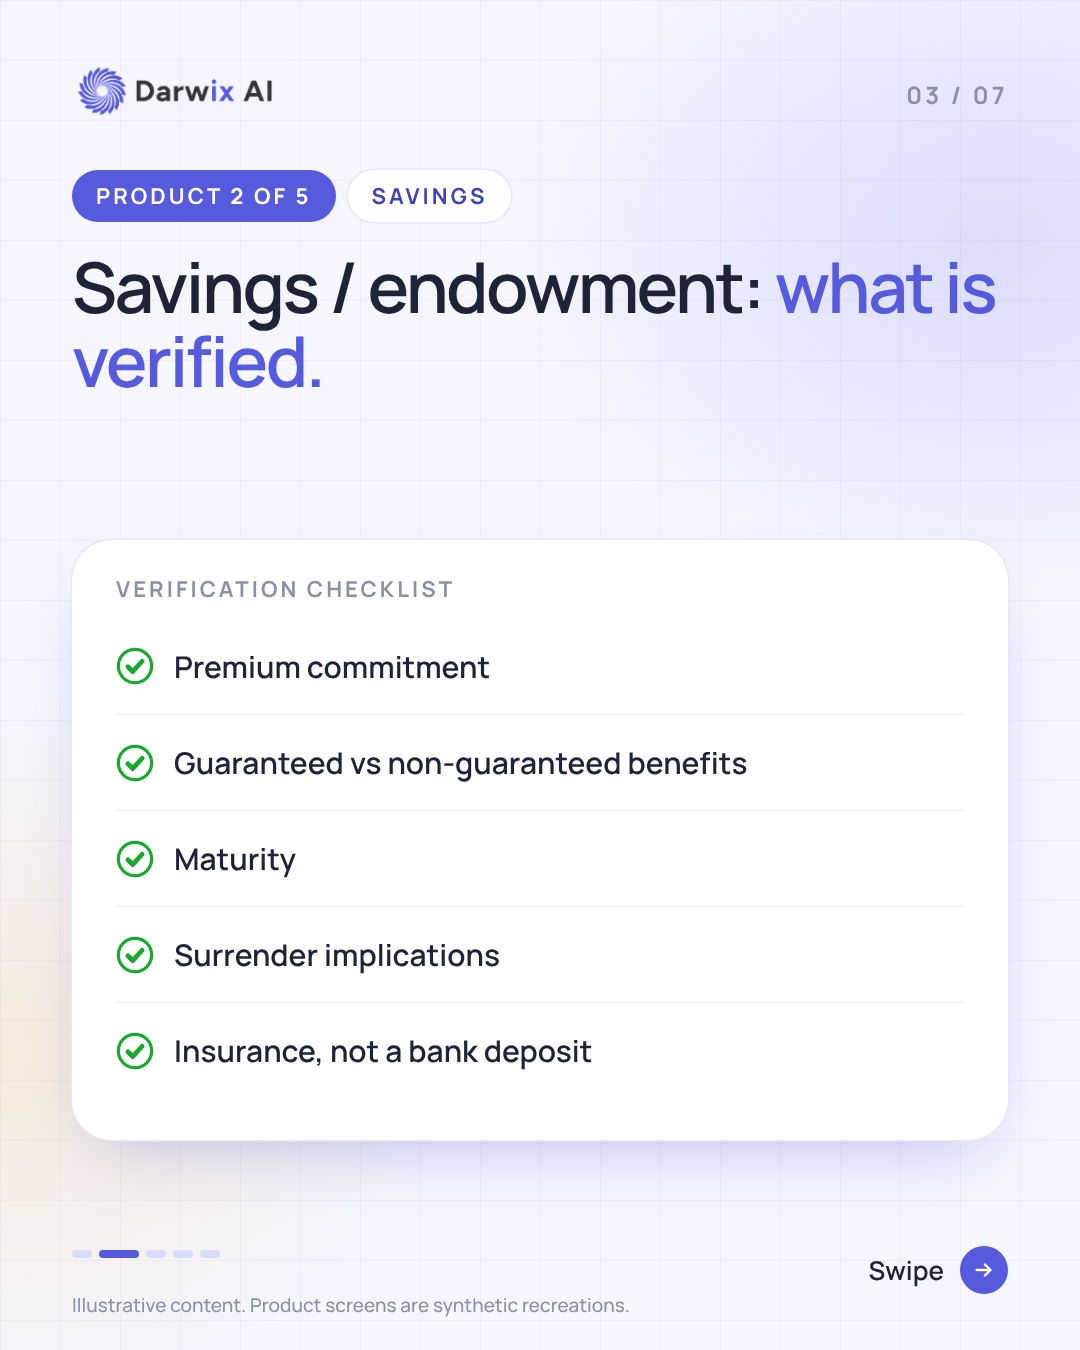 Darwix AI
03 / 07
PRODUCT 2 OF 5
SAVINGS
Savings / endowment: what is
verified.
VERIFICATION CHECKLIST
Premium commitment
Guaranteed vs non-guaranteed benefits
Maturity
Surrender implications
Insurance, not a bank deposit
Swipe
Illustrative content. Product screens are synthetic recreations.